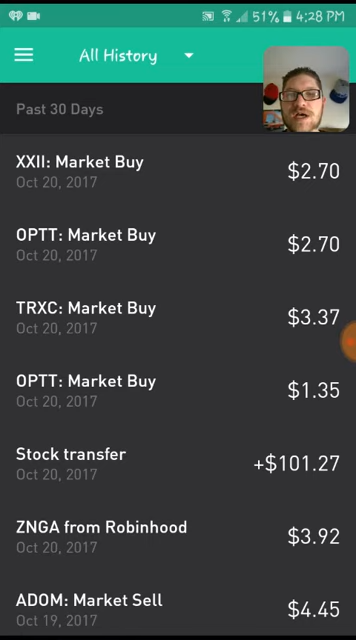 51% 4:28 PM
All History
Past 30 Days
XXII: Market Buy
$2.70
Oct 20, 2017
OPTT: Market Buy
$2.70
Oct 20, 2017
TRXC: Market Buy
$3.37
Oct 20, 2017
OPTT: Market Buy
$1.35
Oct 20, 2017
Stock transfer
+$101.27
Oct 20, 2017
ZNGA from Robinhood
$3.92
Oct 20, 2017
ADOM: Market Sell
$4.45
Oct 19, 2017